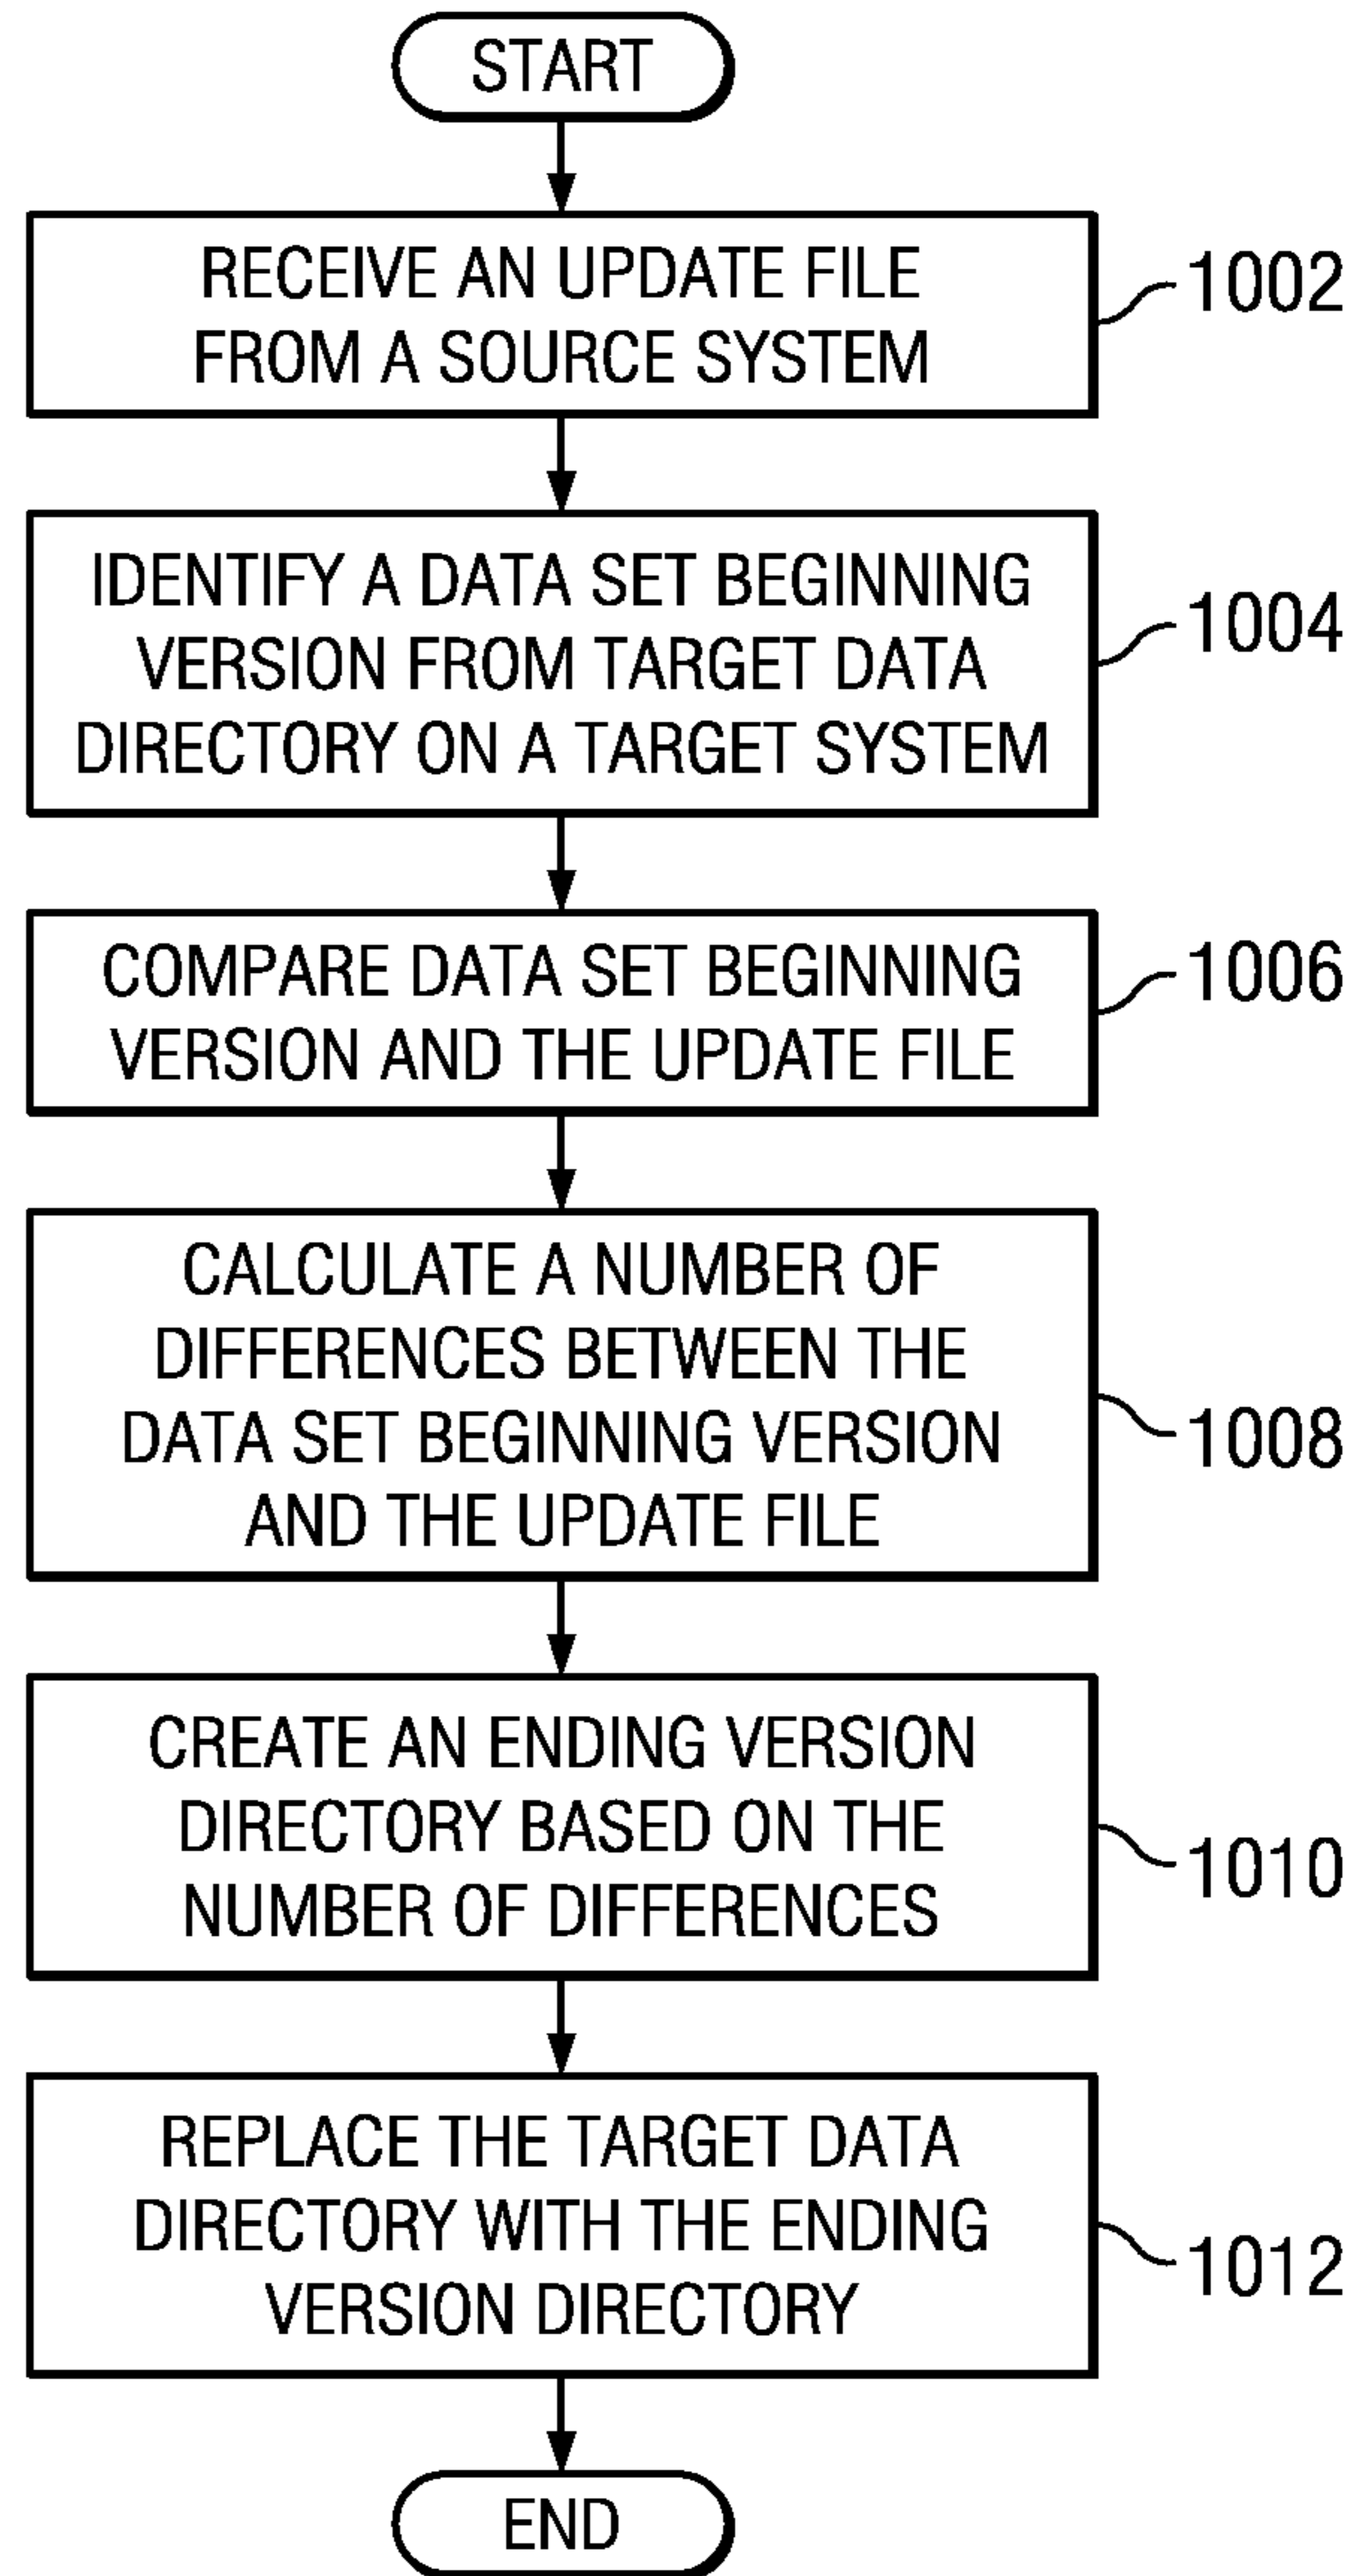 START
RECEIVE AN UPDATE FILE
FROM A SOURCE SYSTEM
1002
IDENTIFY A DATA SET BEGINNING
VERSION FROM TARGET DATA
DIRECTORY ON A TARGET SYSTEM
1004
COMPARE DATA SET BEGINNING
VERSION AND THE UPDATE FILE
1006
CALCULATE A NUMBER OF
DIFFERENCES BETWEEN THE
DATA SET BEGINNING VERSION
AND THE UPDATE FILE
1008
CREATE AN ENDING VERSION
DIRECTORY BASED ON THE
NUMBER OF DIFFERENCES
1010
REPLACE THE TARGET DATA
DIRECTORY WITH THE ENDING
VERSION DIRECTORY
1012
END